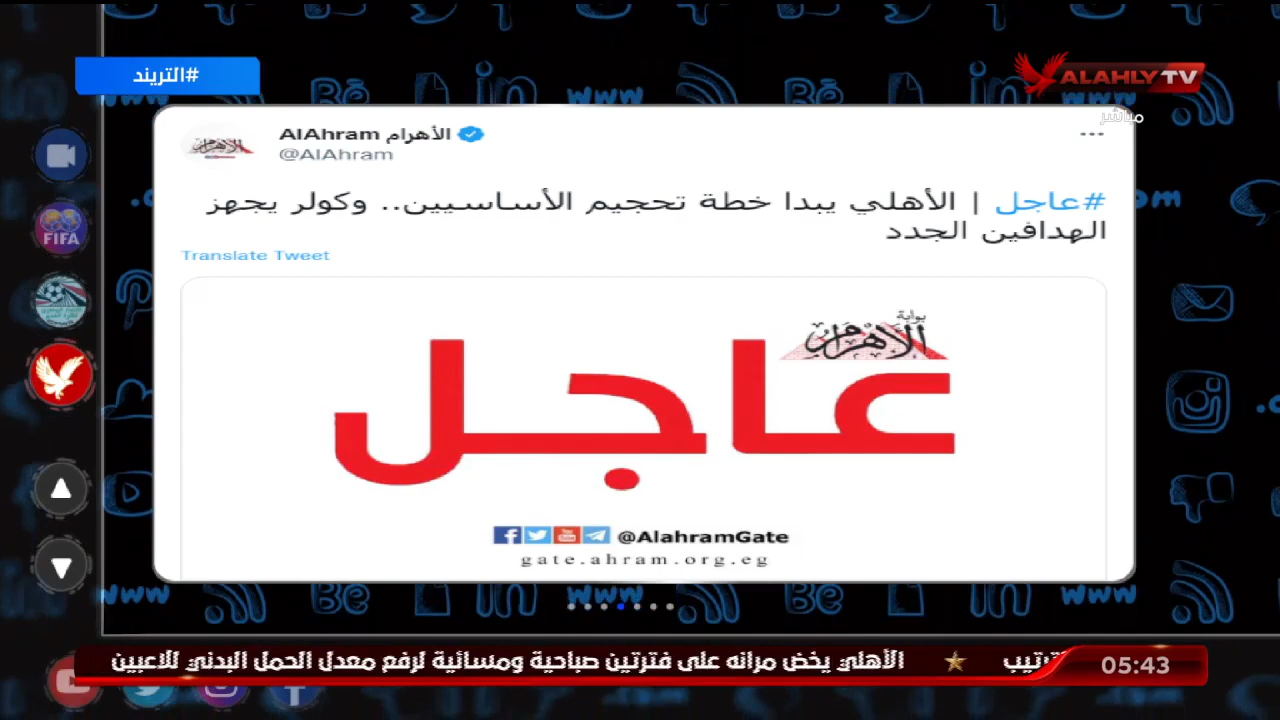 #التريند
ALAHLY TV
مباشر
AlAhram الأهرام
@AlAhram
#عاجل | الأهلي يبدا خطة تحجيم الأساسيين.. وكولر يجهز
الهدافين الجدد
Translate Tweet
بوابة
الأهرام
عاجل
@AlahramGate
gate.ahram.org.eg
FIFA
الأهلي يخض مرانه على فترتين صباحية ومسائية لرفع معدل الحمل البدني للاعبين
05:43